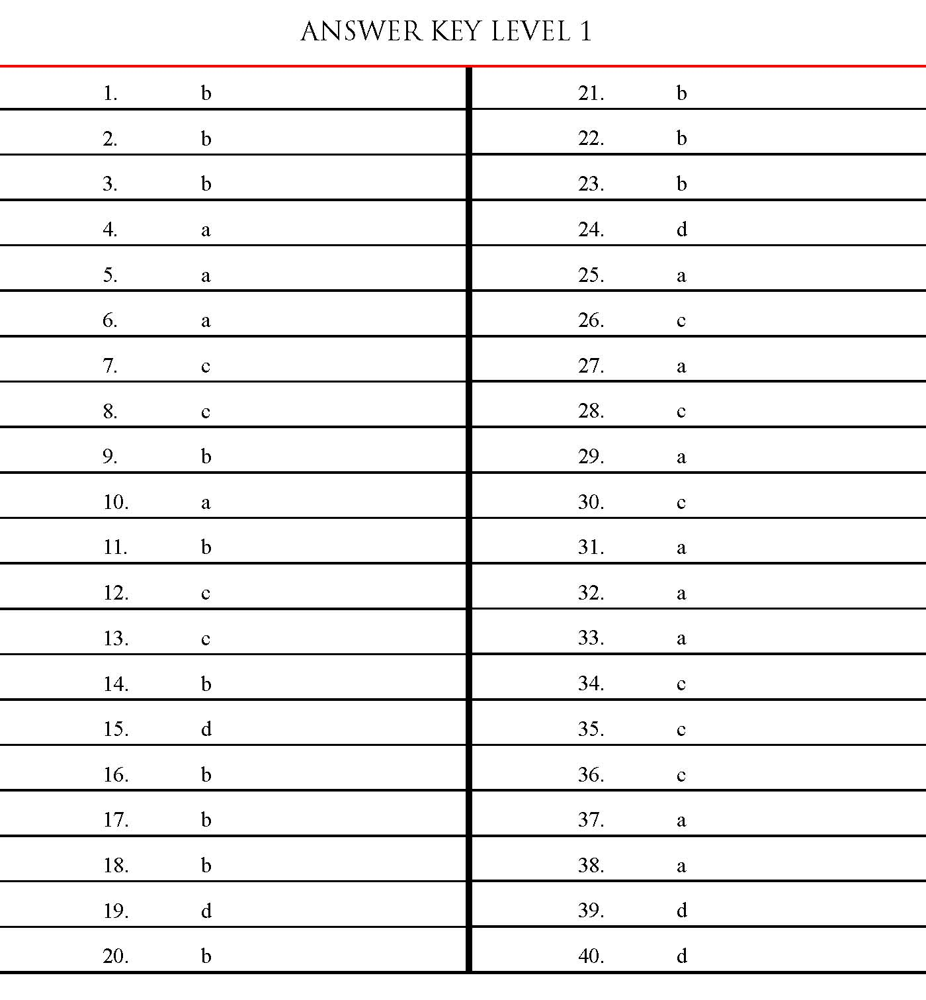 ANSWER KEY LEVEL 1
1. b
2. b
3. b
4. a
5. a
6. a
7. c
8. c
9. b
10. a
11. b
12. c
13. c
14. b
15. d
16. b
17. b
18. b
19. d
20. b
21. b
22. b
23. b
24. d
25. a
26. c
27. a
28. c
29. a
30. c
31. a
32. a
33. a
34. c
35. c
36. c
37. a
38. a
39. d
40. d